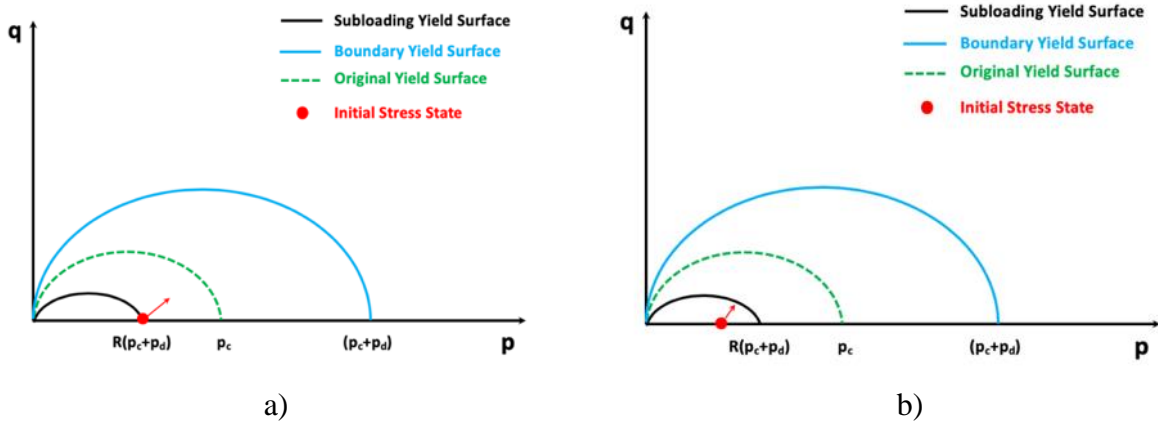 q
Subloading Yield Surface
Boundary Yield Surface
Original Yield Surface
Initial Stress State
R(pc+pd)
pc
(pc+pd)
p
a)
q
Subloading Yield Surface
Boundary Yield Surface
Original Yield Surface
Initial Stress State
R(pc+pd)
pc
(pc+pd)
p
b)